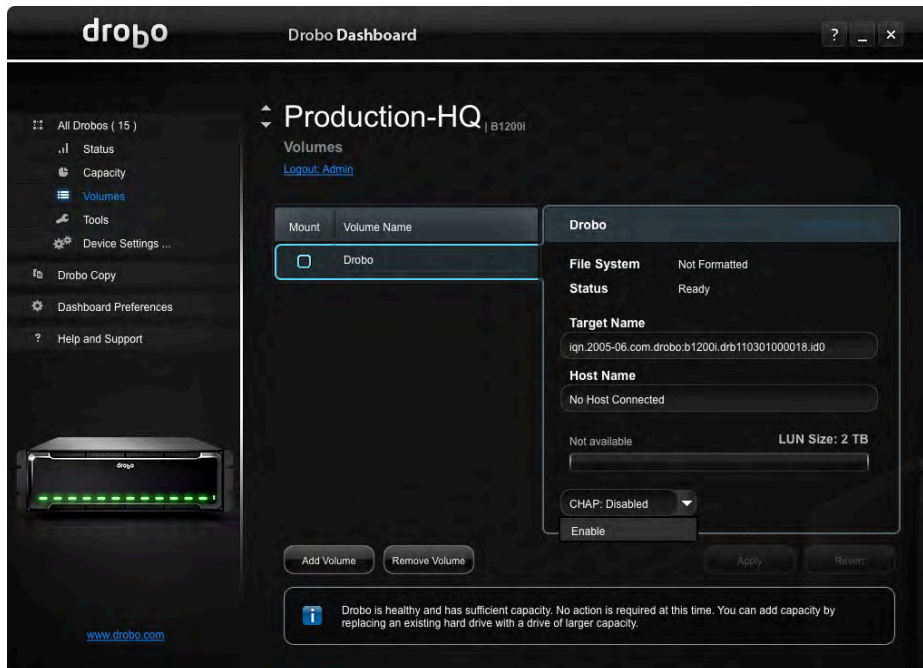 drobo
Drobo Dashboard
? _ ×
All Drobos ( 15 )
Status
Capacity
Volumes
Tools
Device Settings ...
Drobo Copy
Dashboard Preferences
? Help and Support
drobo
www.drobo.com
Production-HQ | B1200i
Volumes
Logout: Admin
Mount Volume Name
Drobo
Drobo
File System Not Formatted
Status Ready
Target Name
iqn.2005-06.com.drobo:b1200i.drb110301000018.id0
Host Name
No Host Connected
Not available LUN Size: 2 TB
CHAP: Disabled
Enable
Add Volume Remove Volume Apply Revert
i Drobo is healthy and has sufficient capacity. No action is required at this time. You can add capacity by
replacing an existing hard drive with a drive of larger capacity.